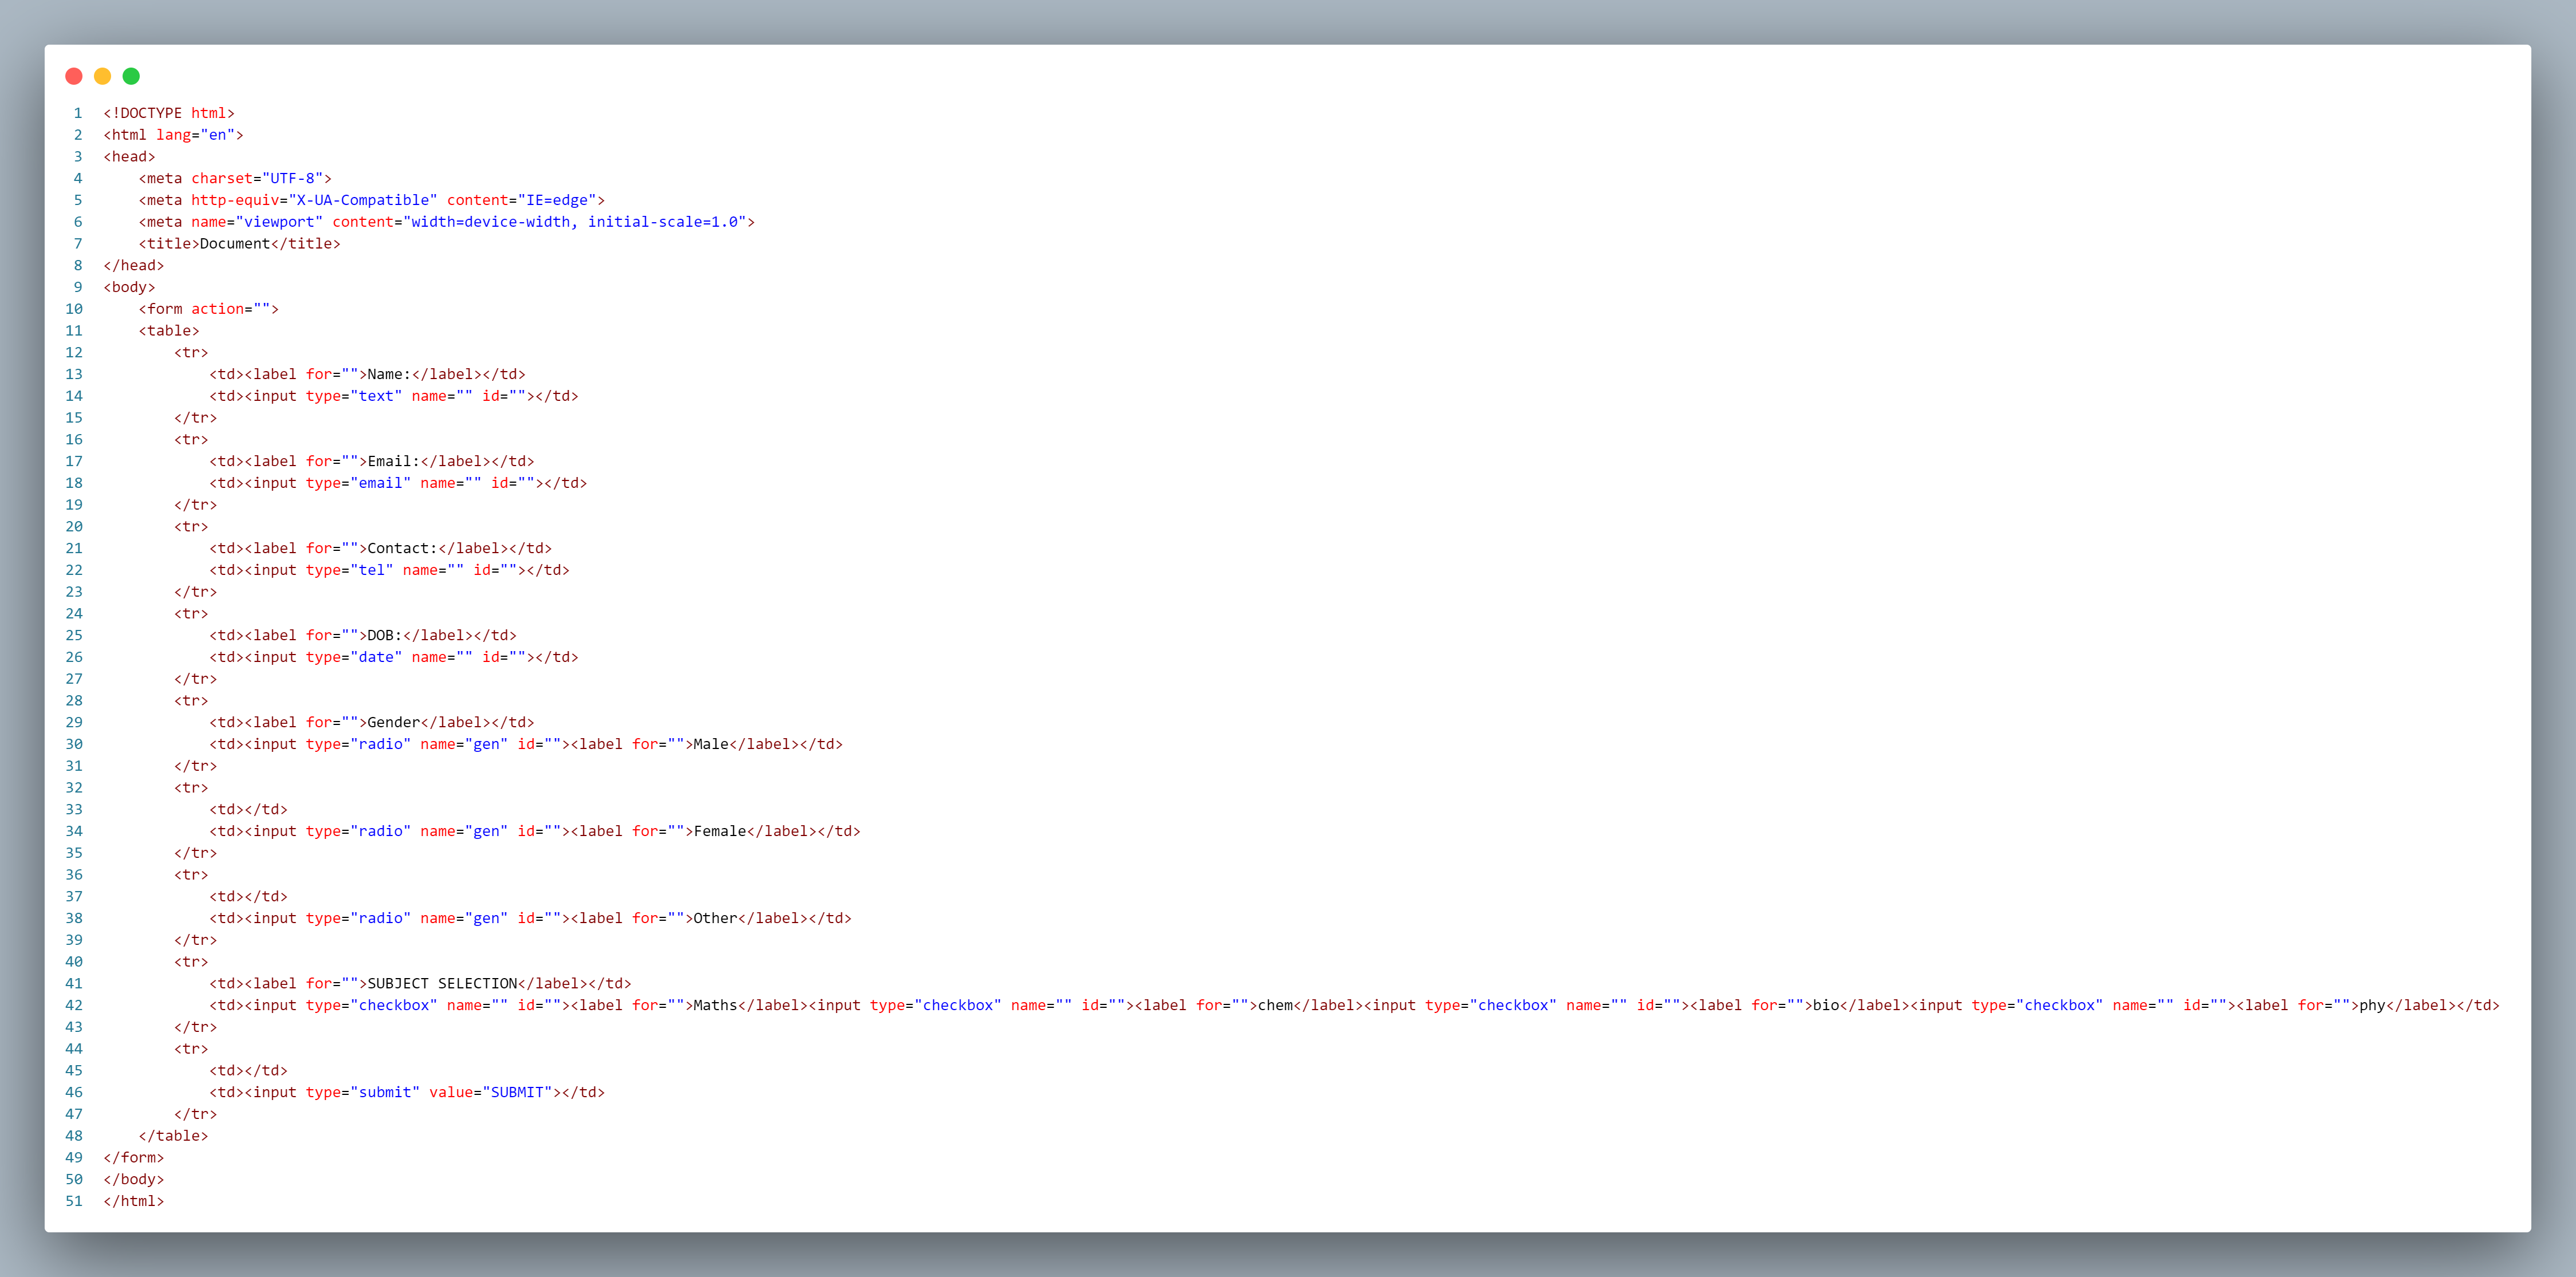 1 <!DOCTYPE html>
2 <html lang="en">
3 <head>
4     <meta charset="UTF-8">
5     <meta http-equiv="X-UA-Compatible" content="IE=edge">
6     <meta name="viewport" content="width=device-width, initial-scale=1.0">
7     <title>Document</title>
8 </head>
9 <body>
10     <form action="">
11     <table>
12         <tr>
13             <td><label for="">Name:</label></td>
14             <td><input type="text" name="" id=""></td>
15         </tr>
16         <tr>
17             <td><label for="">Email:</label></td>
18             <td><input type="email" name="" id=""></td>
19         </tr>
20         <tr>
21             <td><label for="">Contact:</label></td>
22             <td><input type="tel" name="" id=""></td>
23         </tr>
24         <tr>
25             <td><label for="">DOB:</label></td>
26             <td><input type="date" name="" id=""></td>
27         </tr>
28         <tr>
29             <td><label for="">Gender</label></td>
30             <td><input type="radio" name="gen" id=""><label for="">Male</label></td>
31         </tr>
32         <tr>
33             <td></td>
34             <td><input type="radio" name="gen" id=""><label for="">Female</label></td>
35         </tr>
36         <tr>
37             <td></td>
38             <td><input type="radio" name="gen" id=""><label for="">Other</label></td>
39         </tr>
40         <tr>
41             <td><label for="">SUBJECT SELECTION</label></td>
42             <td><input type="checkbox" name="" id=""><label for="">Maths</label><input type="checkbox" name="" id=""><label for="">chem</label><input type="checkbox" name="" id=""><label for="">bio</label><input type="checkbox" name="" id=""><label for="">phy</label></td>
43         </tr>
44         <tr>
45             <td></td>
46             <td><input type="submit" value="SUBMIT"></td>
47         </tr>
48     </table>
49 </form>
50 </body>
51 </html>